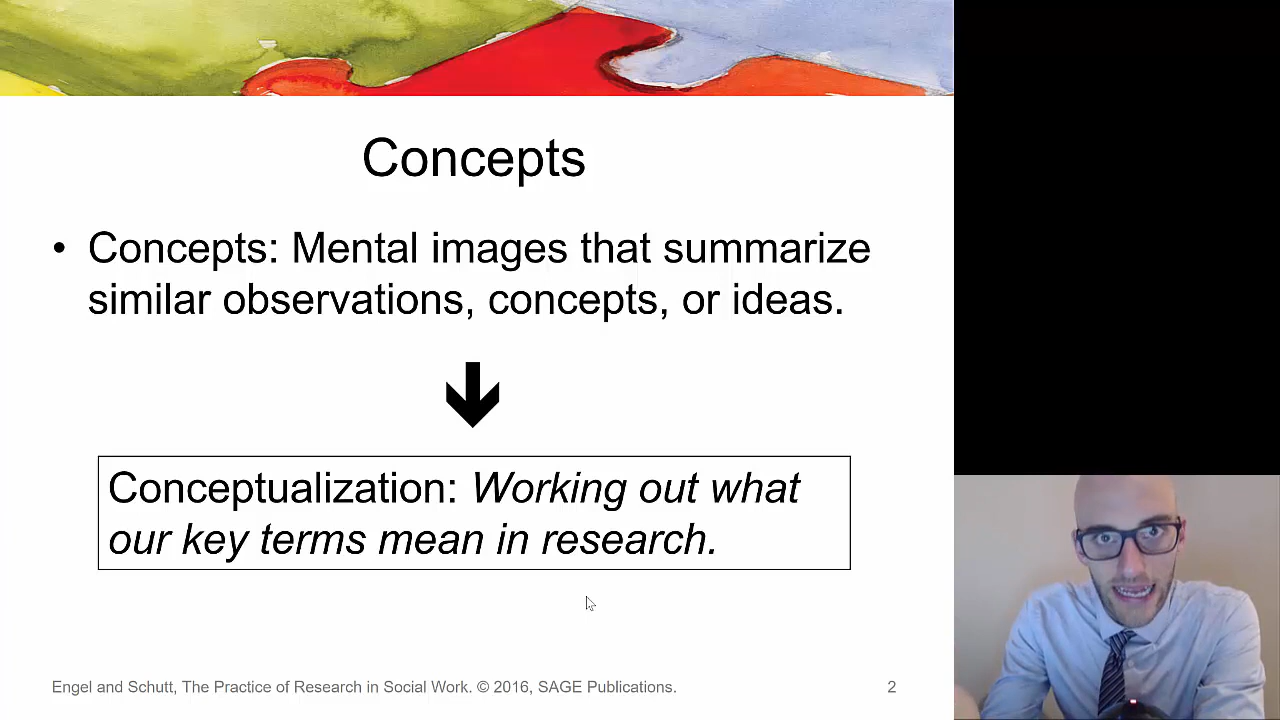 Concepts
• Concepts: Mental images that summarize
similar observations, concepts, or ideas.
Conceptualization: Working out what
our key terms mean in research.
Engel and Schutt, The Practice of Research in Social Work. © 2016, SAGE Publications.
2